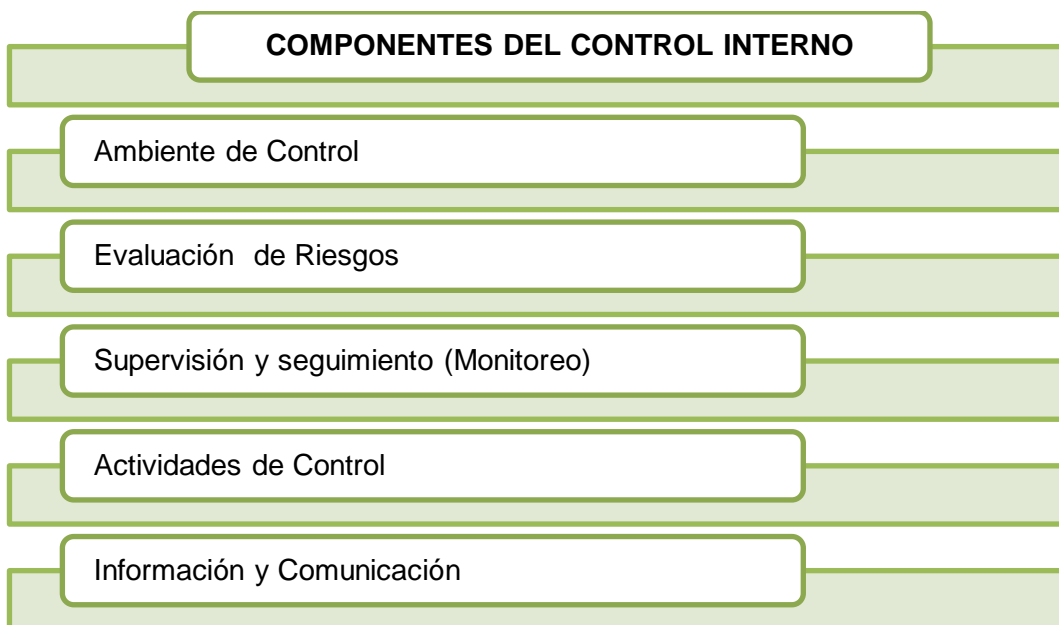 COMPONENTES DEL CONTROL INTERNO
Ambiente de Control
Evaluación de Riesgos
Supervisión y seguimiento (Monitoreo)
Actividades de Control
Información y Comunicación